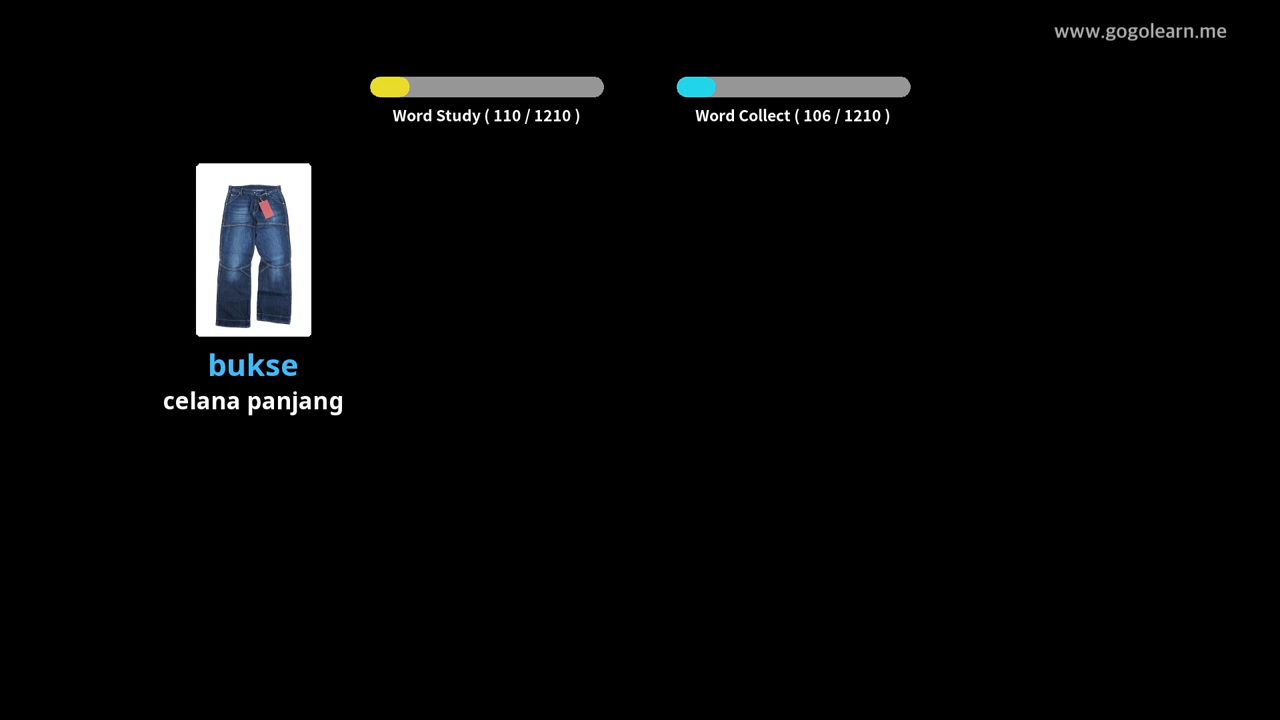 www.gogolearn.me
Word Study ( 110 / 1210 )
Word Collect ( 106 / 1210 )
bukse
celana panjang